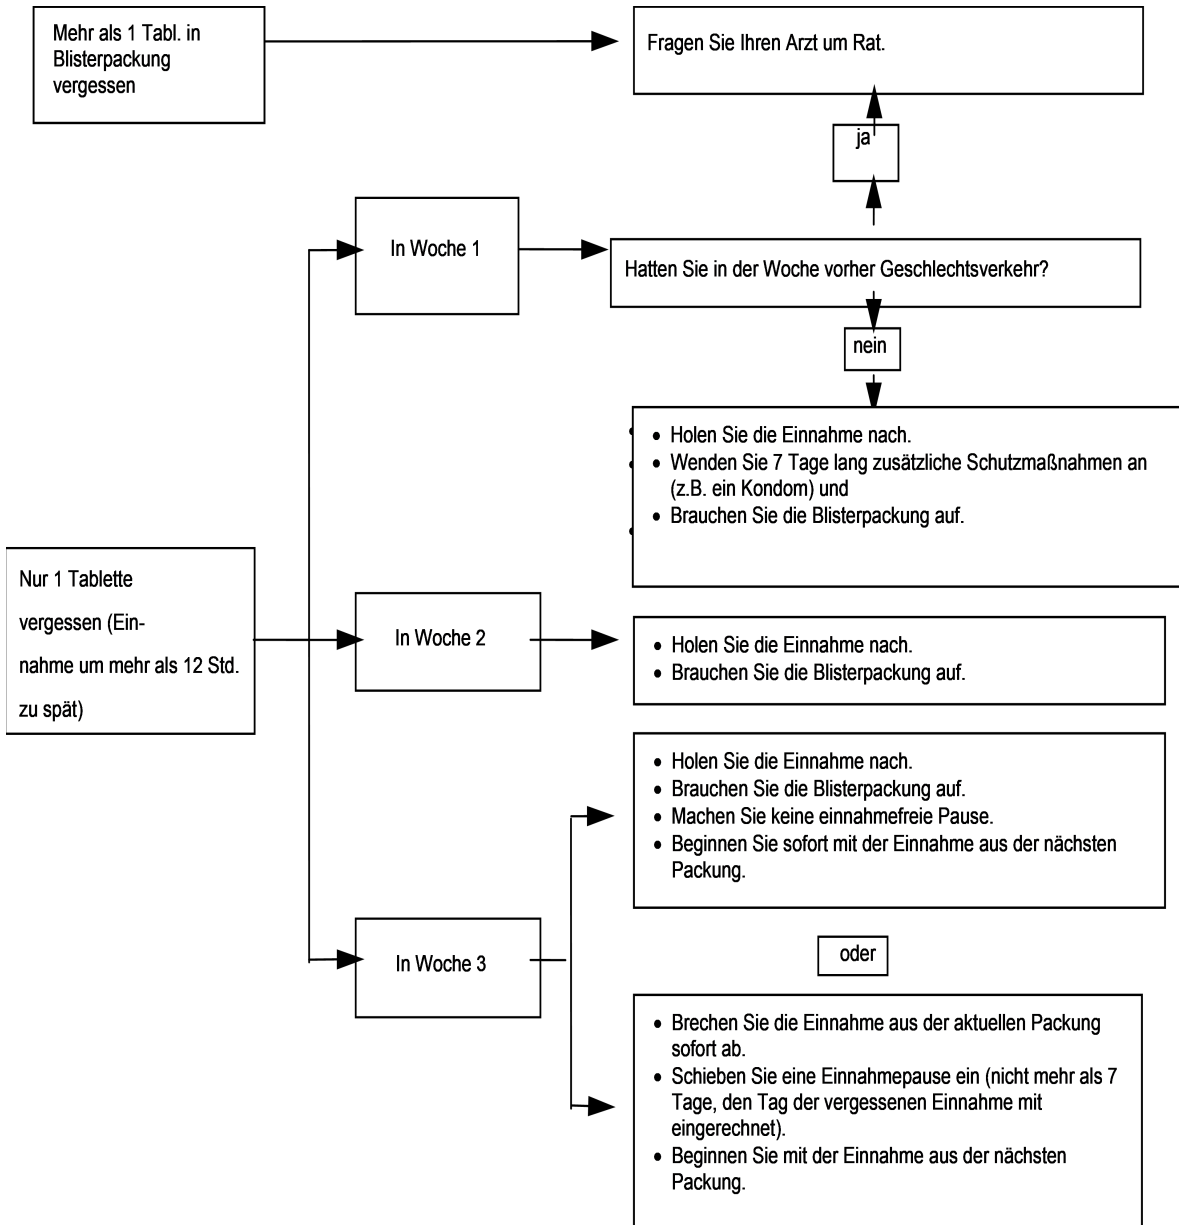 Mehr als 1 Tabl. in
Blisterpackung
vergessen
Fragen Sie Ihren Arzt um Rat.
ja
In Woche 1
Hatten Sie in der Woche vorher Geschlechtsverkehr?
nein
• Holen Sie die Einnahme nach.
• Wenden Sie 7 Tage lang zusätzliche Schutzmaßnahmen an
(z.B. ein Kondom) und
• Brauchen Sie die Blisterpackung auf.
Nur 1 Tablette
vergessen (Ein-
nahme um mehr als 12 Std.
zu spät)
In Woche 2
• Holen Sie die Einnahme nach.
• Brauchen Sie die Blisterpackung auf.
• Holen Sie die Einnahme nach.
• Brauchen Sie die Blisterpackung auf.
• Machen Sie keine einnahmefreie Pause.
• Beginnen Sie sofort mit der Einnahme aus der nächsten
Packung.
In Woche 3
oder
• Brechen Sie die Einnahme aus der aktuellen Packung
sofort ab.
• Schieben Sie eine Einnahmepause ein (nicht mehr als 7
Tage, den Tag der vergessenen Einnahme mit
eingerechnet).
• Beginnen Sie mit der Einnahme aus der nächsten
Packung.